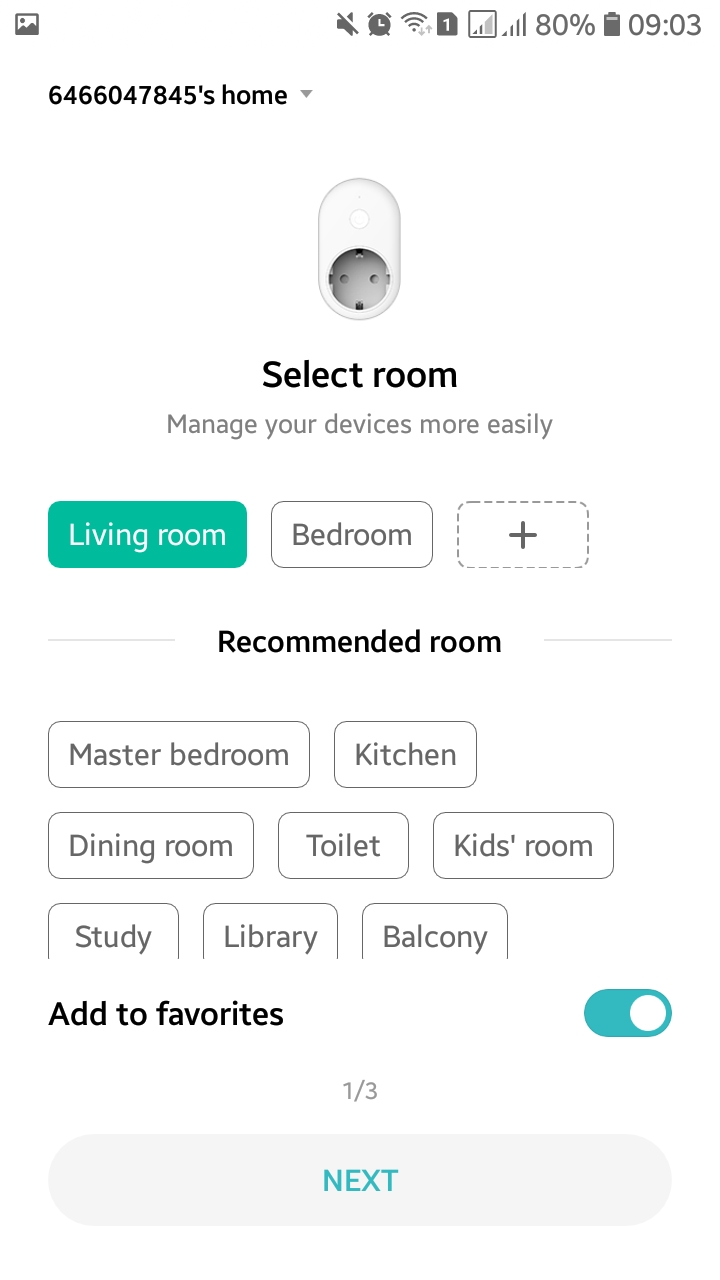 1 80% 09:03
6466047845's home
Select room
Manage your devices more easily
Living room Bedroom +
Recommended room
Master bedroom Kitchen
Dining room Toilet Kids' room
Study Library Balcony
Add to favorites
1/3
NEXT